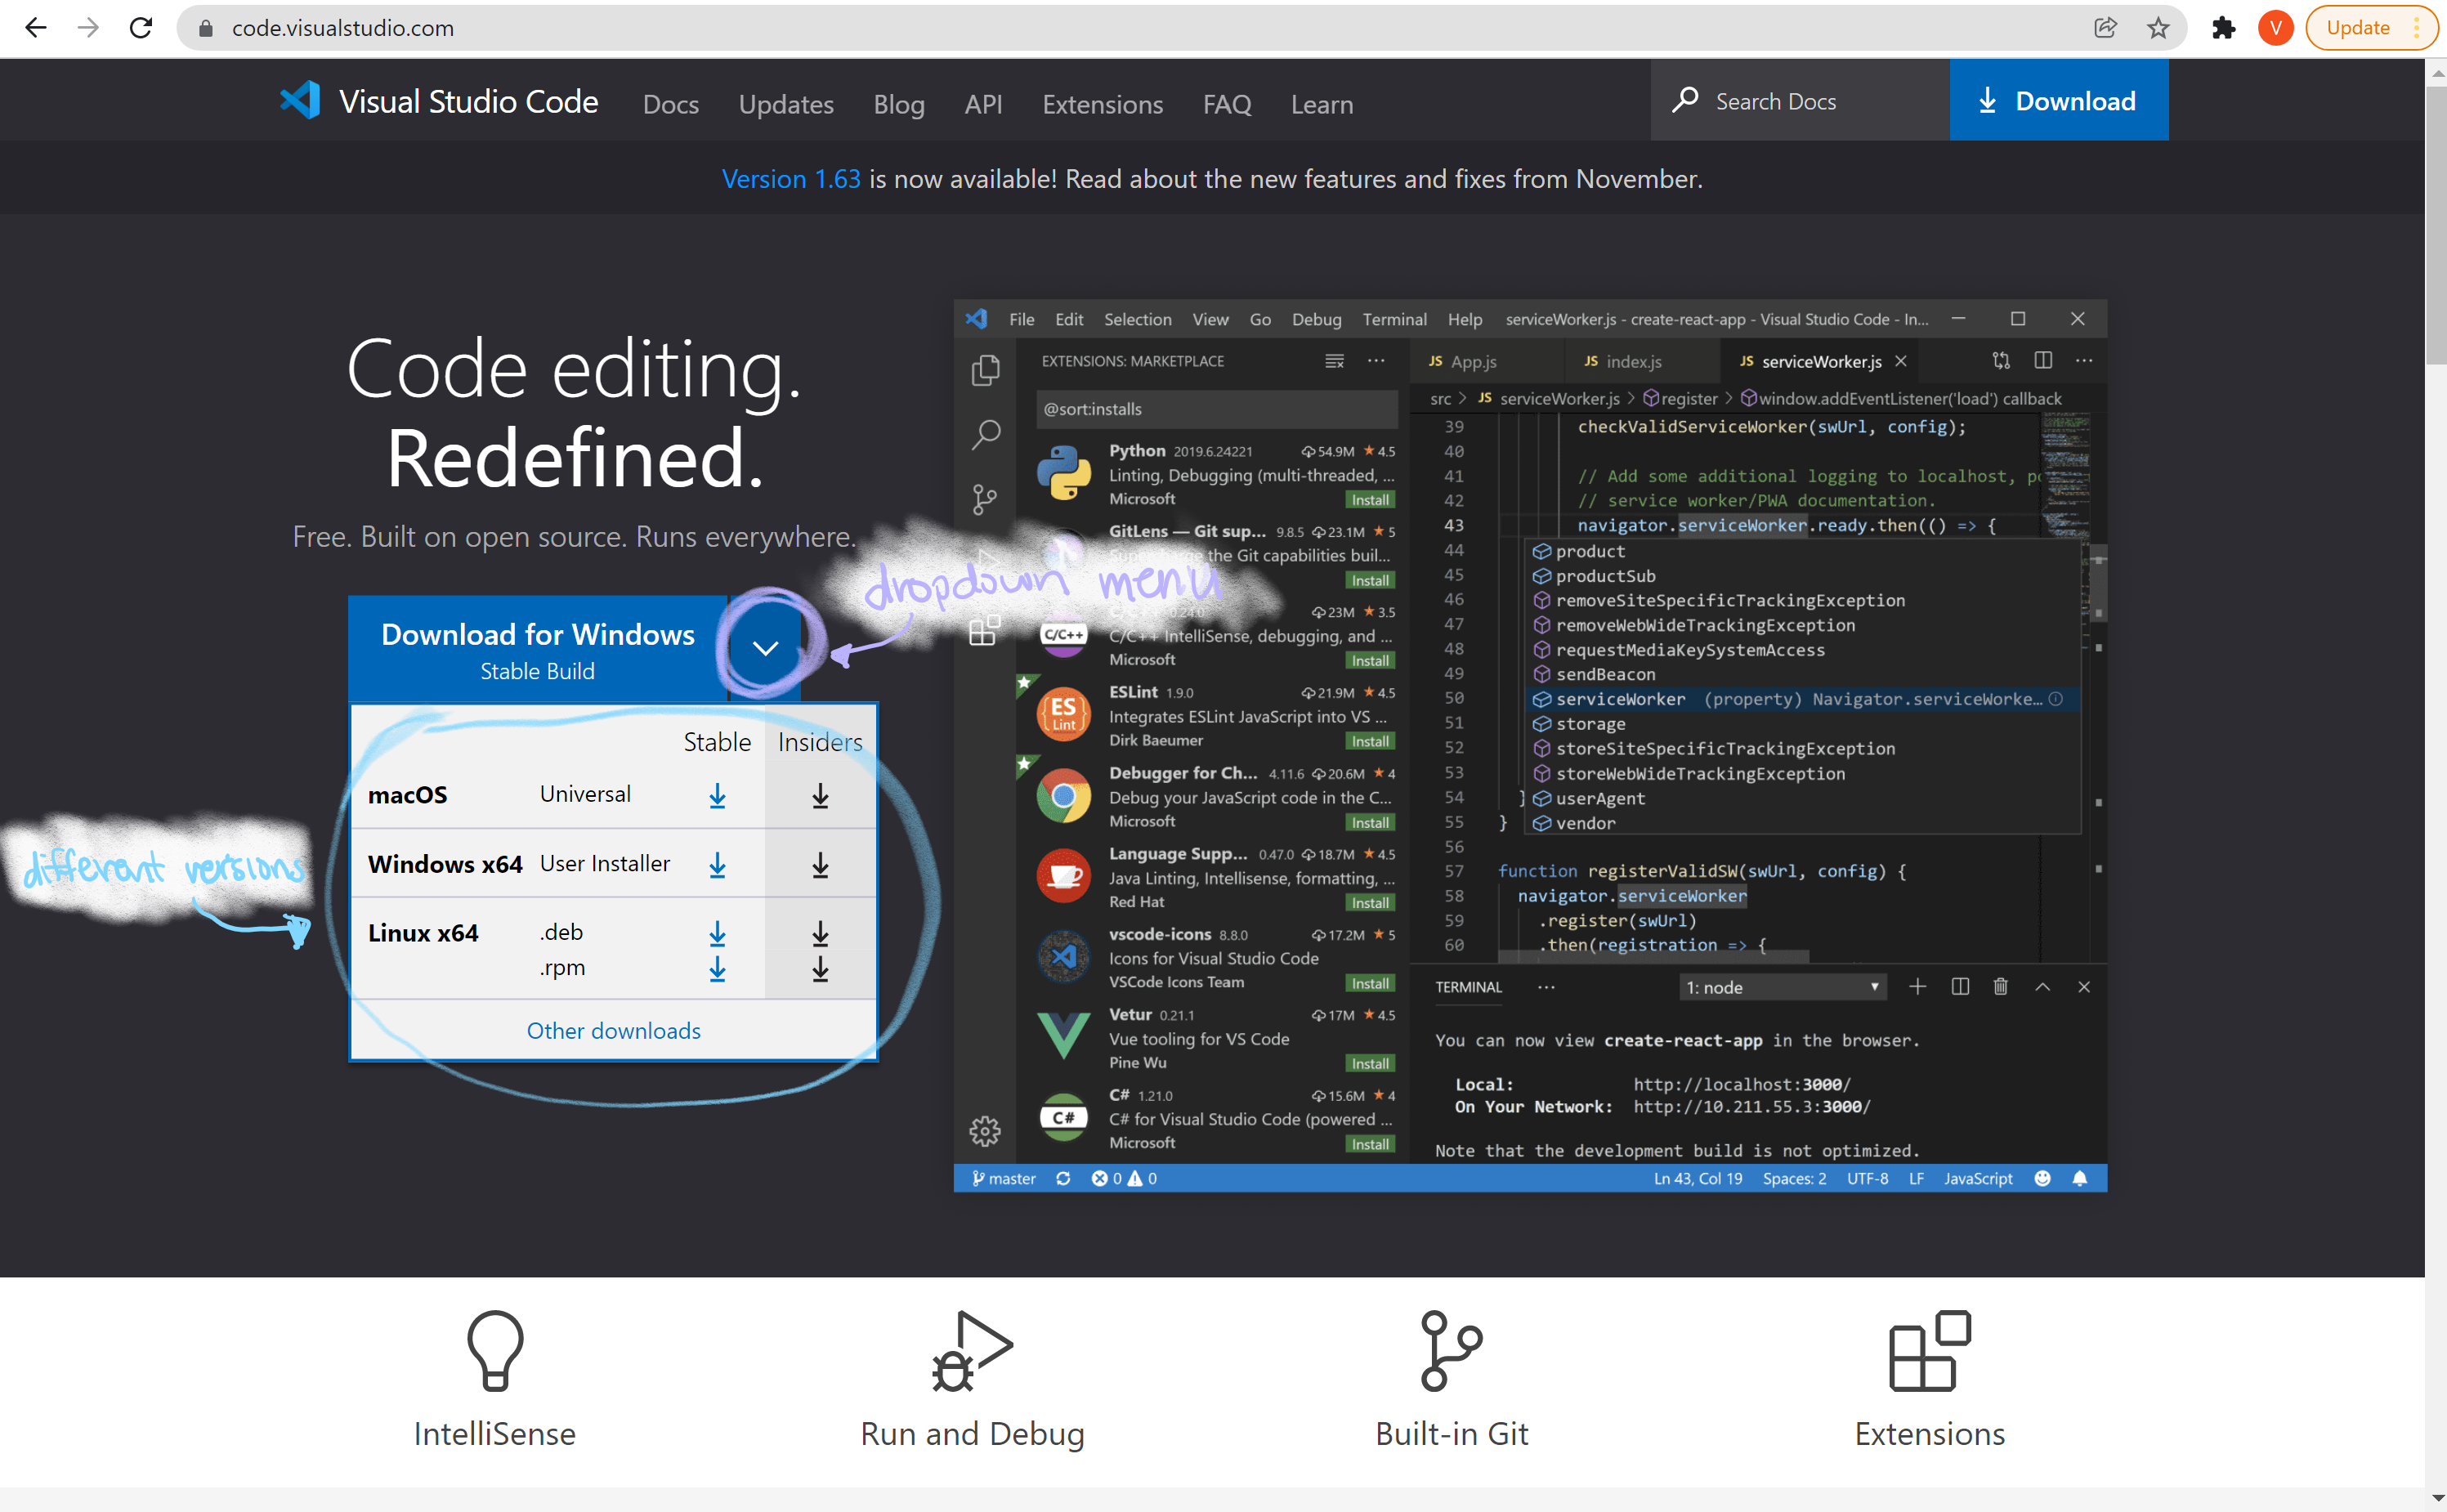 code.visualstudio.com
V
Update
Visual Studio Code
Docs
Updates
Blog
API
Extensions
FAQ
Learn
Search Docs
Download
Version 1.63 is now available! Read about the new features and fixes from November.
Code editing.
Redefined.
Free. Built on open source. Runs everywhere.
dropdown menu
Download for Windows
Stable Build
Stable Insiders
macOS Universal
Windows x64 User Installer
Linux x64 .deb
.rpm
Other downloads
different versions
File Edit Selection View Go Debug Terminal Help serviceWorker.js - create-react-app - Visual Studio Code - In...
EXTENSIONS: MARKETPLACE
@sort:installs
Python 2019.6.24221 54.9M 4.5
Linting, Debugging (multi-threaded, ...
Microsoft Install
GitLens — Git sup... 9.8.5 23.1M 5
Supercharge the Git capabilities buil...
Install
C/C++ 0.24.0 23M 3.5
C/C++ IntelliSense, debugging, and ...
Microsoft Install
ESLint 1.9.0 21.9M 4.5
Integrates ESLint JavaScript into VS ...
Dirk Baeumer Install
Debugger for Ch... 4.11.6 20.6M 4
Debug your JavaScript code in the C...
Microsoft Install
Language Supp... 0.47.0 18.7M 4.5
Java Linting, Intellisense, formatting, ...
Red Hat Install
vscode-icons 8.8.0 17.2M 5
Icons for Visual Studio Code
VSCode Icons Team Install
Vetur 0.21.1 17M 4.5
Vue tooling for VS Code
Pine Wu Install
C# 1.21.0 15.6M 4
C# for Visual Studio Code (powered ...
Microsoft Install
C/C++
ES
Lint
C#
JS App.js
JS index.js
JS serviceWorker.js
src > JS serviceWorker.js > register > window.addEventListener('load') callback
39 checkValidServiceWorker(swUrl, config);
40
41 // Add some additional logging to localhost, po
42 // service worker/PWA documentation.
43 navigator.serviceWorker.ready.then(() => {
44 product
45 productSub
46 removeSiteSpecificTrackingException
47 removeWebWideTrackingException
48 requestMediaKeySystemAccess
49 sendBeacon
50 serviceWorker (property) Navigator.serviceWorke...
51 storage
52 storeSiteSpecificTrackingException
53 storeWebWideTrackingException
54 } userAgent
55 } vendor
56
57 function registerValidSW(swUrl, config) {
58 navigator.serviceWorker
59 .register(swUrl)
60 .then(registration => {
TERMINAL ... 1: node
You can now view create-react-app in the browser.
Local: http://localhost:3000/
On Your Network: http://10.211.55.3:3000/
Note that the development build is not optimized.
master 0 0 Ln 43, Col 19 Spaces: 2 UTF-8 LF JavaScript
IntelliSense
Run and Debug
Built-in Git
Extensions